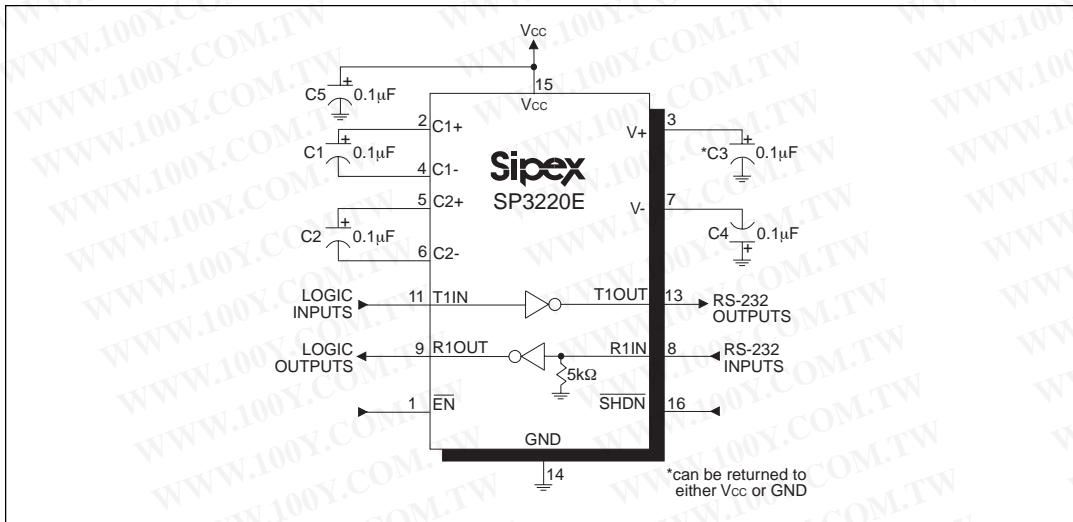 VCC
15
VCC
C5
+
0.1µF
2
C1+
C1
+
0.1µF
4
C1-
5
C2+
C2
+
0.1µF
6
C2-
Sipex
SP3220E
3
V+
*C3
+
0.1µF
7
V-
C4
0.1µF
+
LOGIC
INPUTS
11
T1IN
T1OUT
13
RS-232
OUTPUTS
LOGIC
OUTPUTS
9
R1OUT
R1IN
8
RS-232
INPUTS
5kΩ
1
EN
SHDN
16
GND
14
*can be returned to
either VCC or GND
WWW.100Y.COM.TW